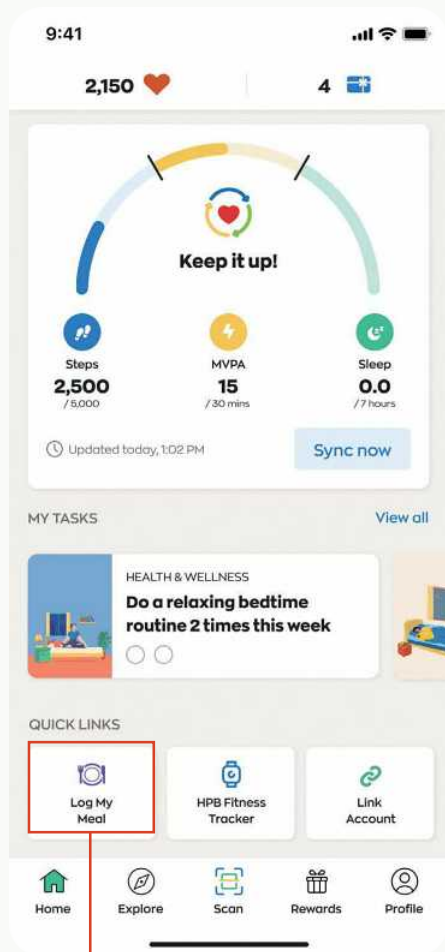 9:41
2,150
4
Keep it up!
Steps
2,500
/ 5,000
MVPA
15
/ 30 mins
Sleep
0.0
/ 7 hours
Updated today, 1:02 PM
Sync now
MY TASKS
View all
HEALTH & WELLNESS
Do a relaxing bedtime
routine 2 times this week
QUICK LINKS
Log My
Meal
HPB Fitness
Tracker
Link
Account
Home
Explore
Scan
Rewards
Profile